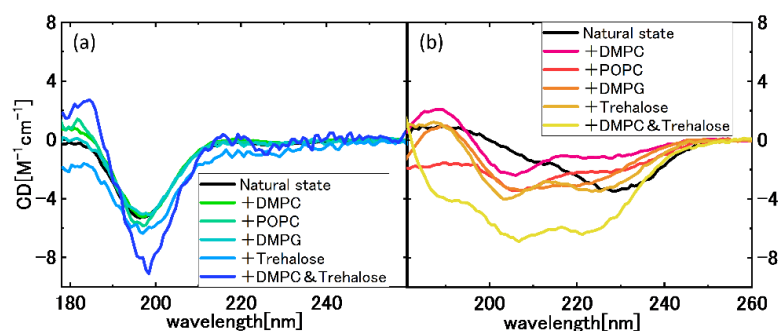 8
4
0
-4
-8
CD[M⁻¹cm⁻¹]
(a)
Natural state
＋DMPC
＋POPC
＋DMPG
＋Trehalose
＋DMPC＆Trehalose
180 200 220 240
wavelength[nm]
(b)
Natural state
＋DMPC
＋POPC
＋DMPG
＋Trehalose
＋DMPC＆Trehalose
8
4
0
-4
-8
200 220 240 260
wavelength[nm]